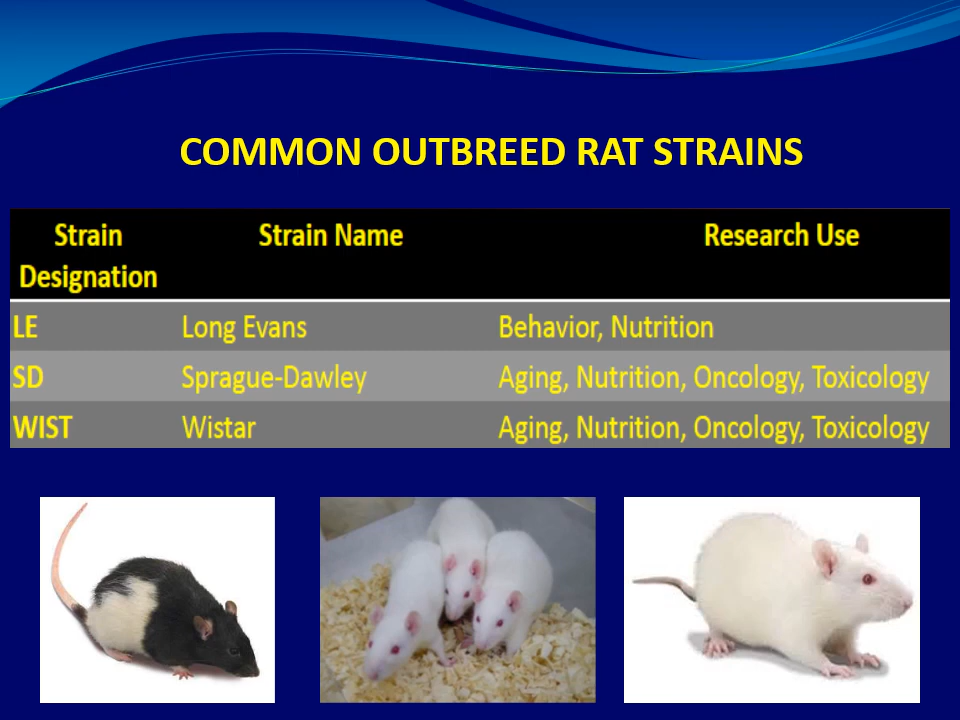 COMMON OUTBREED RAT STRAINS
Strain Designation Strain Name Research Use
LE Long Evans Behavior, Nutrition
SD Sprague-Dawley Aging, Nutrition, Oncology, Toxicology
WIST Wistar Aging, Nutrition, Oncology, Toxicology